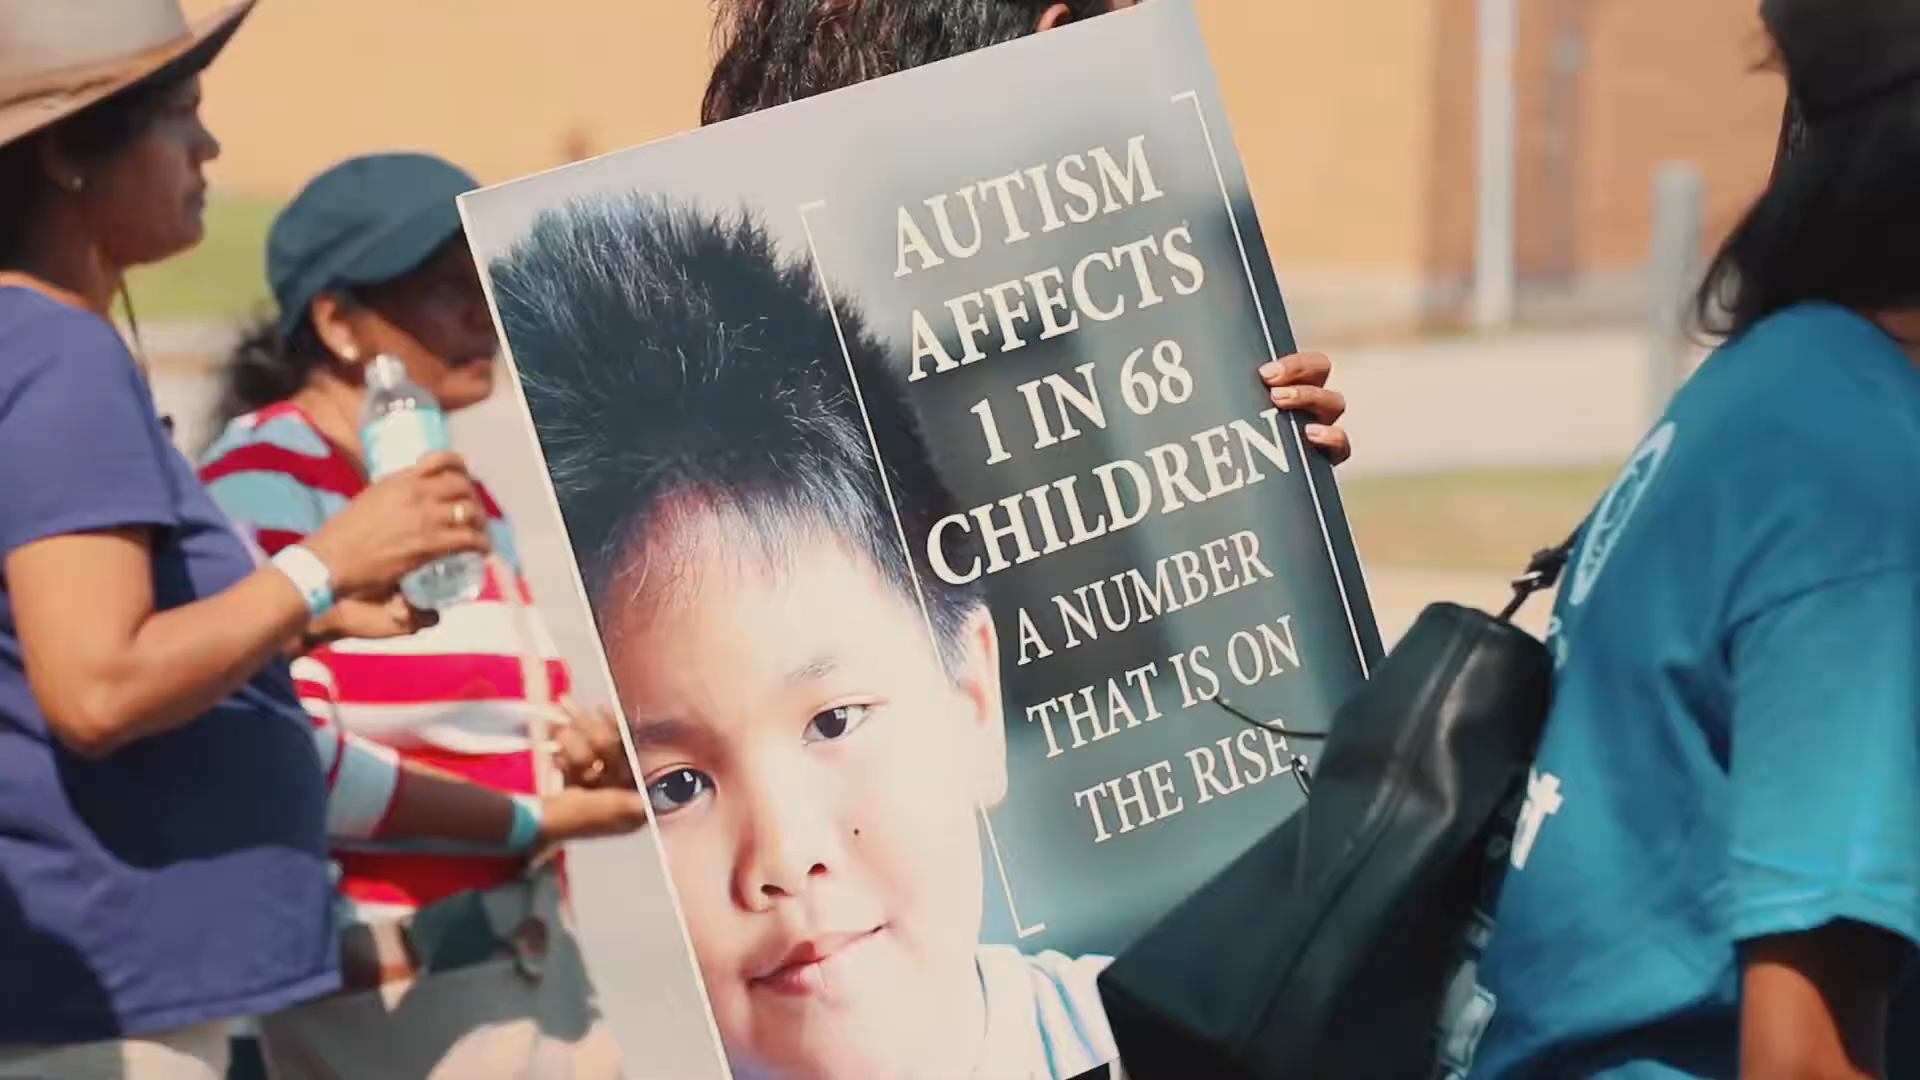 AUTISM
AFFECTS
1 IN 68
CHILDREN
A NUMBER
THAT IS ON
THE RISE.